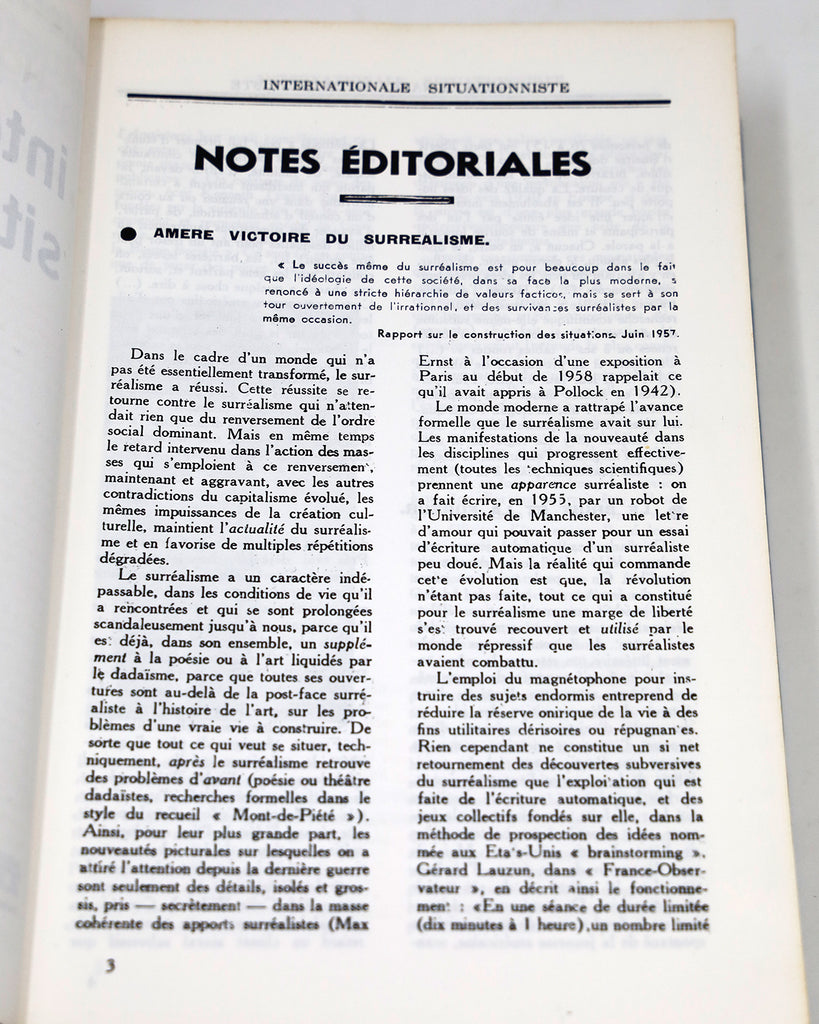 INTERNATIONALE SITUATIONNISTE
NOTES ÉDITORIALES
● AMERE VICTOIRE DU SURREALISME.
« Le succès même du surréalisme est pour beaucoup dans le fait
que l'idéologie de cette société, dans sa face la plus moderne, s
renoncé à une stricte hiérarchie de valeurs factices, mais se sert à son
tour ouvertement de l'irrationnel, et des survivances surréalistes par la
même occasion.
Rapport sur le construction des situations. Juin 1957.
Dans le cadre d'un monde qui n'a
pas été essentiellement transformé, le sur-
réalisme a réussi. Cette réussite se re-
tourne contre le surréalisme qui n'atten-
dait rien que du renversement de l'ordre
social dominant. Mais en même temps
le retard intervenu dans l'action des mas-
ses qui s'emploient à ce renversement,
maintenant et aggravant, avec les autres
contradictions du capitalisme évolué, les
mêmes impuissances de la création cul-
turelle, maintient l'actualité du surréalis-
me et en favorise de multiples répétitions
dégradées.
Le surréalisme a un caractère indé-
passable, dans les conditions de vie qu'il
a rencontrées et qui se sont prolongées
scandaleusement jusqu'à nous, parce qu'il
est déjà, dans son ensemble, un supplé-
ment à la poésie ou à l'art liquidés par
le dadaïsme, parce que toutes ses ouver-
tures sont au-delà de la post-face surré-
aliste à l'histoire de l'art, sur les pro-
blèmes d'une vraie vie à construire. De
sorte que tout ce qui veut se situer, tech-
niquement, après le surréalisme retrouve
des problèmes d'avant (poésie ou théâtre
dadaïstes, recherches formelles dans le
style du recueil « Mont-de-Piété »).
Ainsi, pour leur plus grande part, les
nouveautés picturales sur lesquelles on a
attiré l'attention depuis la dernière guerre
sont seulement des détails, isolés et gros-
sis, pris — secrètement — dans la masse
cohérente des apports surréalistes (Max
Ernst à l'occasion d'une exposition à
Paris au début de 1958 rappelait ce
qu'il avait appris à Pollock en 1942).
Le monde moderne a rattrapé l'avance
formelle que le surréalisme avait sur lui.
Les manifestations de la nouveauté dans
les disciplines qui progressent effective-
ment (toutes les techniques scientifiques)
prennent une apparence surréaliste : on
a fait écrire, en 1955, par un robot de
l'Université de Manchester, une lettre
d'amour qui pouvait passer pour un essai
d'écriture automatique d'un surréaliste
peu doué. Mais la réalité qui commande
cette évolution est que, la révolution
n'étant pas faite, tout ce qui a constitué
pour le surréalisme une marge de liberté
s'est trouvé recouvert et utilisé par le
monde répressif que les surréalistes
avaient combattu.
L'emploi du magnétophone pour ins-
truire des sujets endormis entreprend de
réduire la réserve onirique de la vie à des
fins utilitaires dérisoires ou répugnantes.
Rien cependant ne constitue un si net
retournement des découvertes subversives
du surréalisme que l'exploitation qui est
faite de l'écriture automatique, et des
jeux collectifs fondés sur elle, dans la
méthode de prospection des idées nom-
mée aux Etats-Unis « brainstorming ».
Gérard Lauzun, dans « France-Obser-
vateur », en décrit ainsi le fonctionne-
ment : «En une séance de durée limitée
(dix minutes à 1 heure),un nombre limité
3